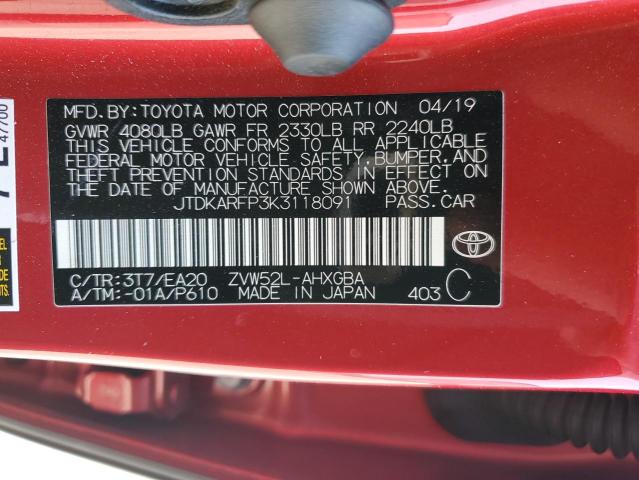 MFD.BY:TOYOTA MOTOR CORPORATION 04/19
GVWR 4080LB GAWR FR 2330LB RR 2240LB
THIS VEHICLE CONFORMS TO ALL APPLICABLE
FEDERAL MOTOR VEHICLE SAFETY, BUMPER, AND
THEFT PREVENTION STANDARDS IN EFFECT ON
THE DATE OF MANUFACTURE SHOWN ABOVE.
JTDKARFP3K3118091 PASS.CAR
C/TR:3T7/EA20 ZVW52L-AHXGBA
A/TM:-01A/P610 MADE IN JAPAN 403 C
47700